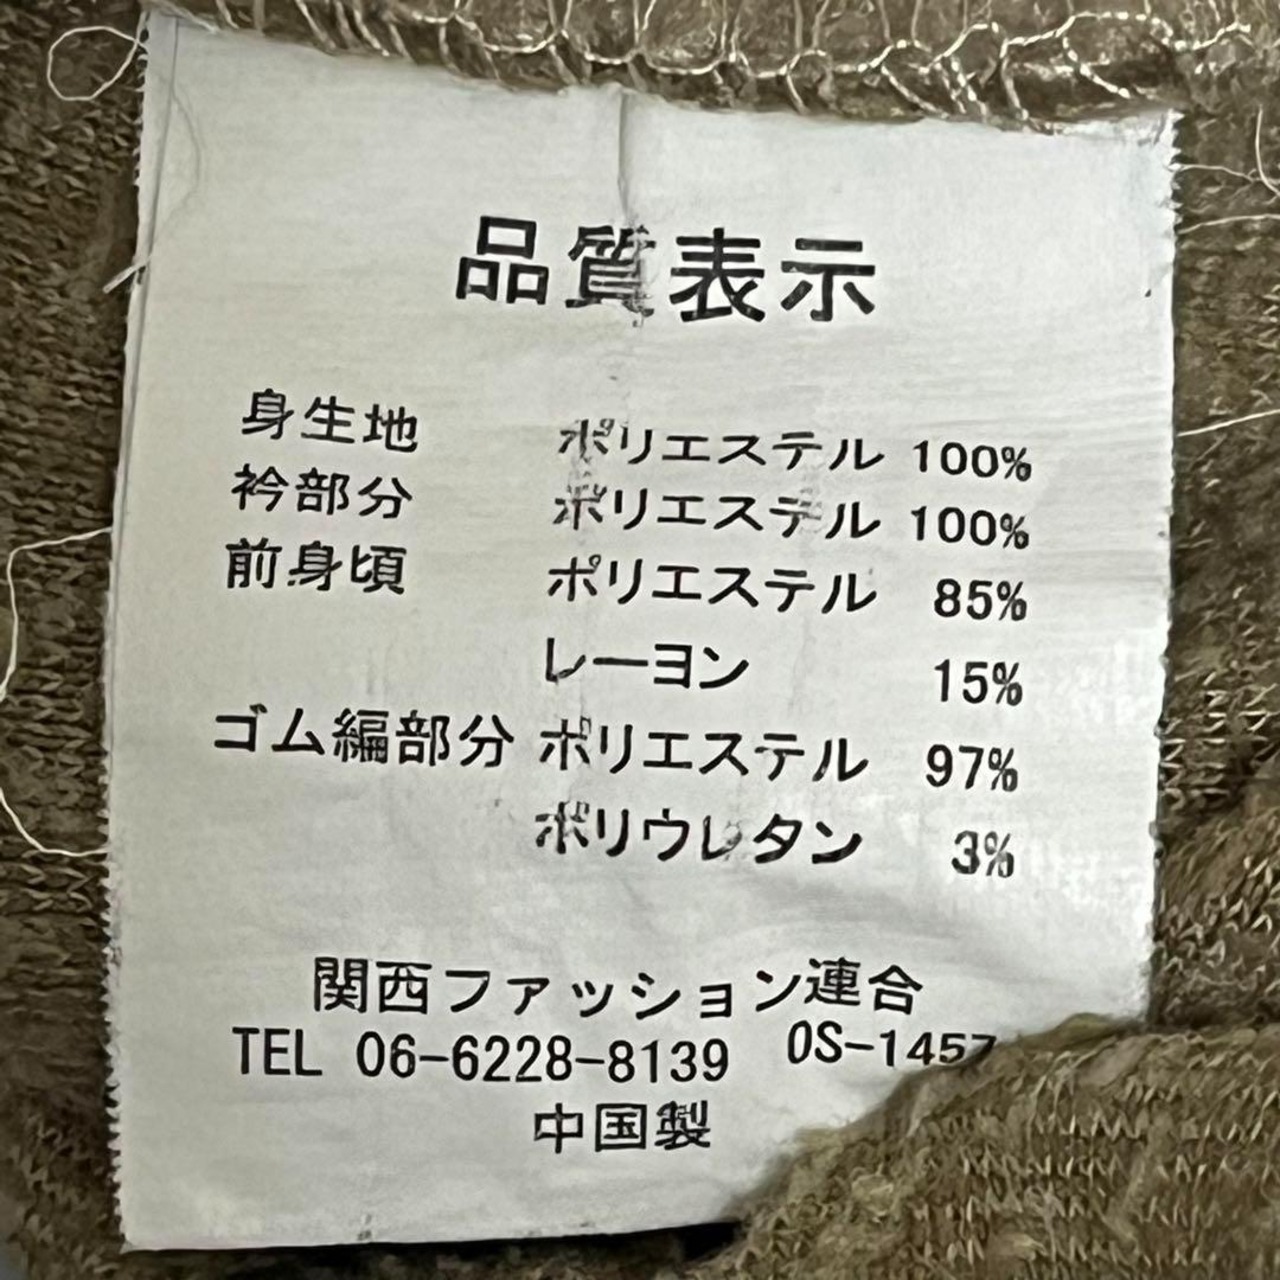 品質表示
身生地 ポリエステル 100%
衿部分 ポリエステル 100%
前身頃 ポリエステル 85%
レーヨン 15%
ゴム編部分 ポリエステル 97%
ポリウレタン 3%
関西ファッション連合
TEL 06-6228-8139 OS-1457
中国製